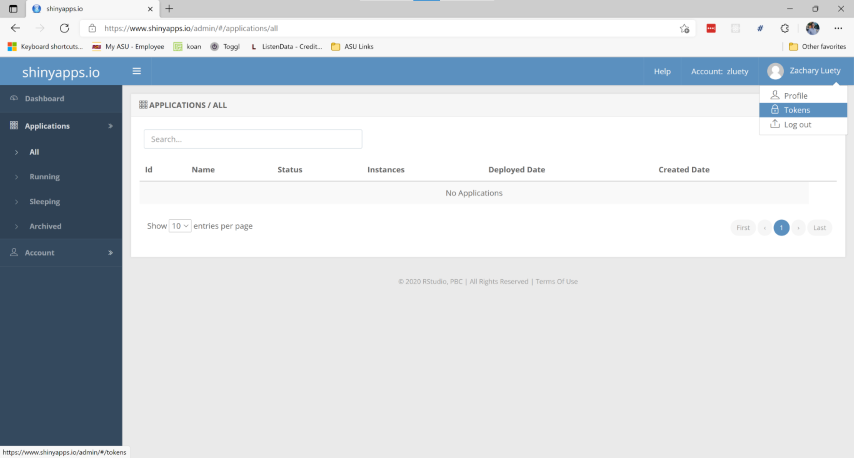 shinyapps.io
https://www.shinyapps.io/admin/#/applications/all
Keyboard shortcuts... My ASU - Employee koan Toggl L ListenData - Credit... ASU Links Other favorites
shinyapps.io Help Account: zluety Zachary Luety
Profile
Tokens
Log out
Dashboard
Applications
All
Running
Sleeping
Archived
Account
APPLICATIONS / ALL
Search...
Id Name Status Instances Deployed Date Created Date
No Applications
Show 10 entries per page First ‹ 1 › Last
© 2020 RStudio, PBC | All Rights Reserved | Terms Of Use
https://www.shinyapps.io/admin/#/tokens